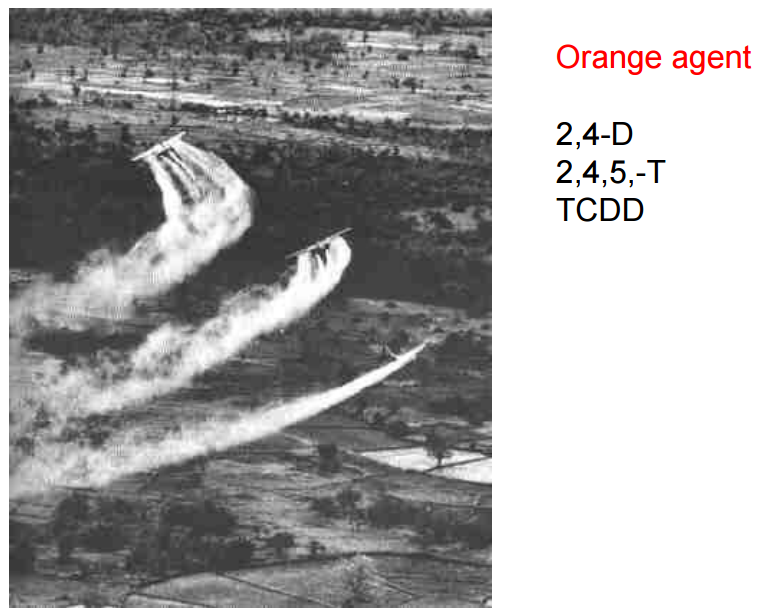 Orange agent
2,4-D
2,4,5,-T
TCDD